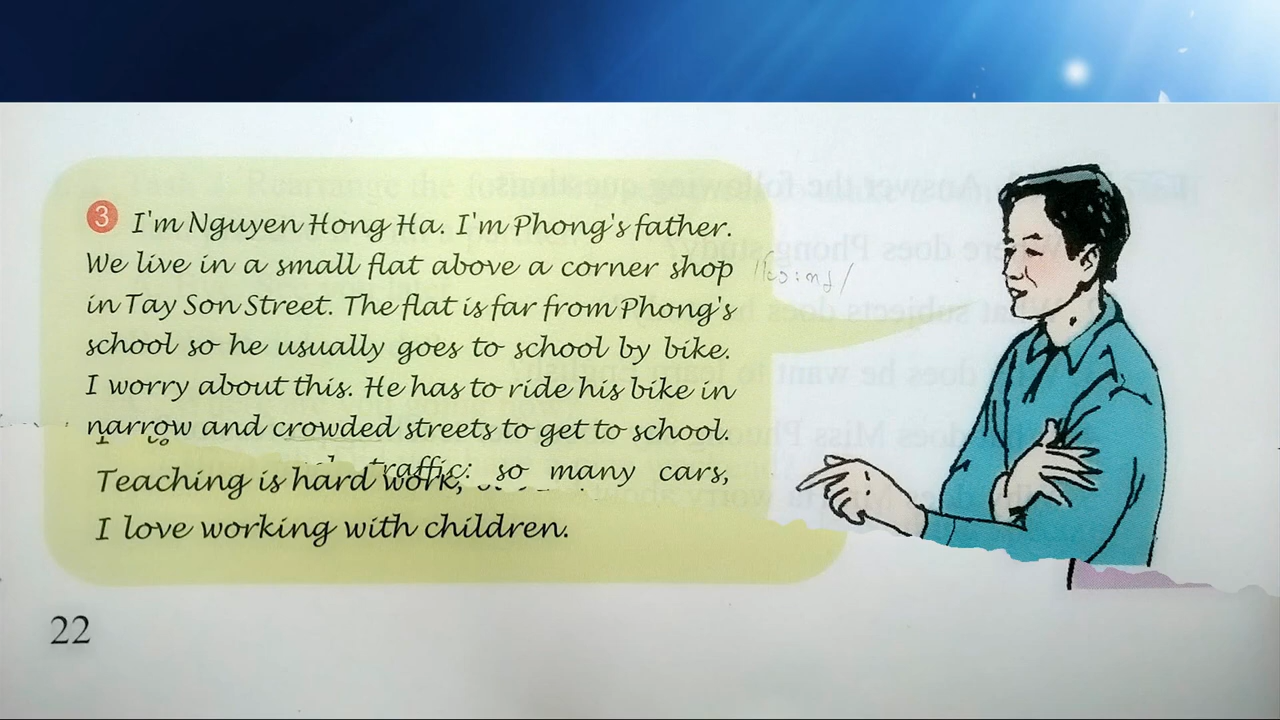 3 I'm Nguyen Hong Ha. I'm Phong's father.
We live in a small flat above a corner shop
in Tay Son Street. The flat is far from Phong's
school so he usually goes to school by bike.
I worry about this. He has to ride his bike in
narrow and crowded streets to get to school.
traffic: so many cars,
Teaching is hard work,
I love working with children.
22